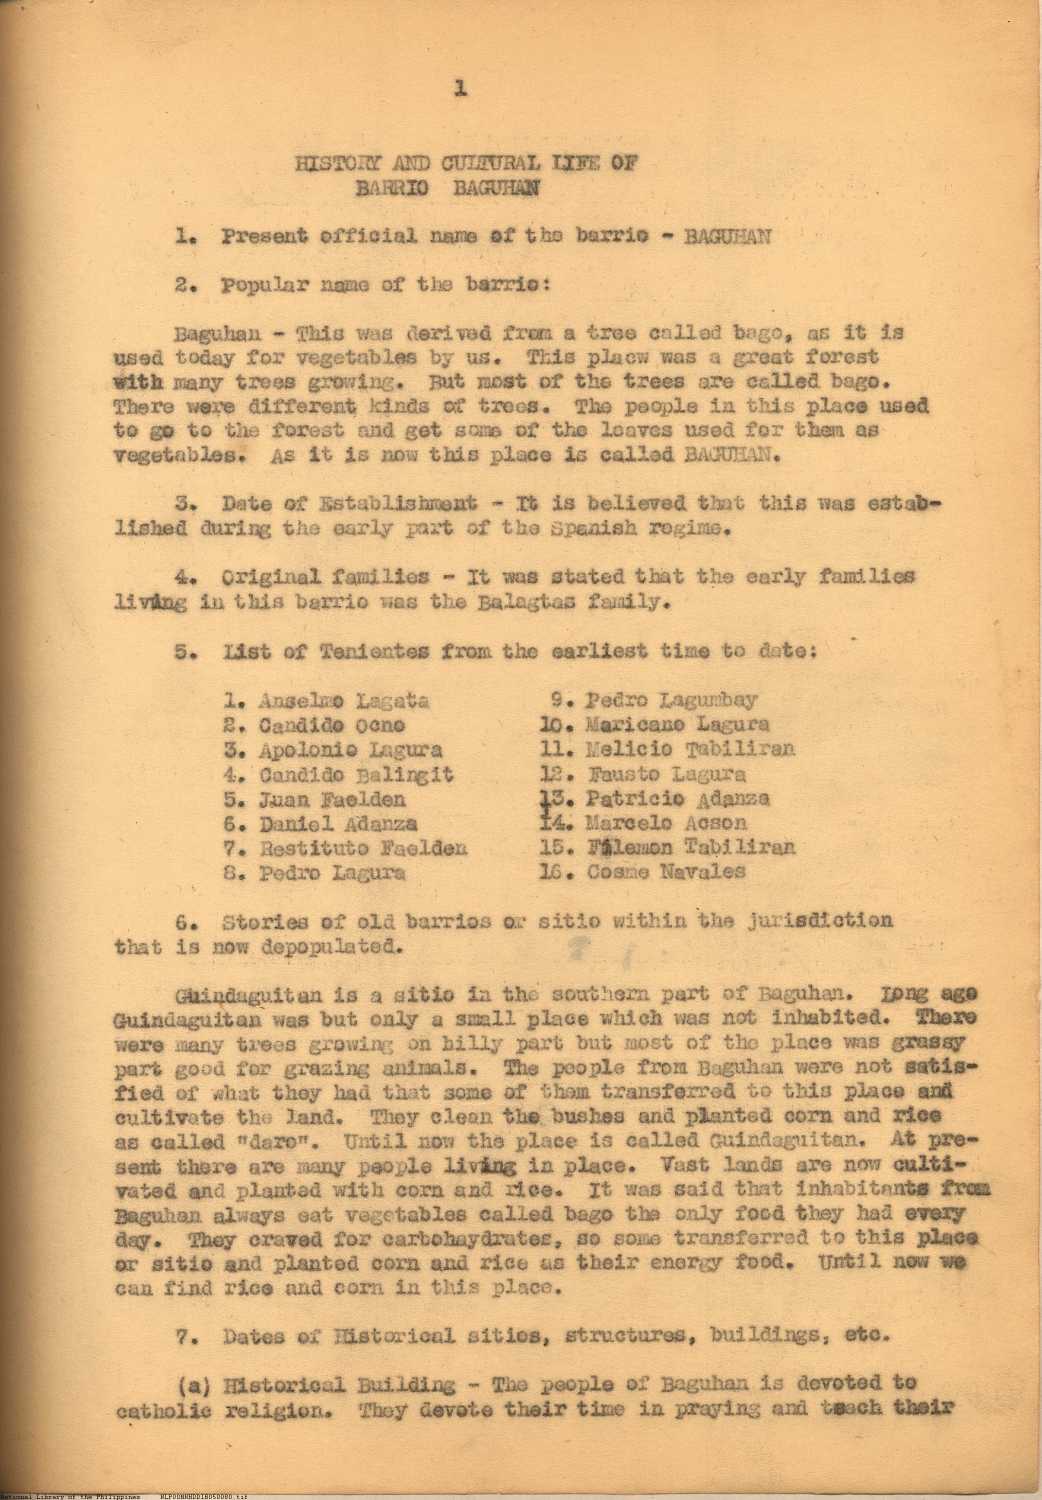 1
HISTORY AND CULTURAL LIFE OF
BARRIO BAGUHAN
1. Present official name of the barrio - BAGUHAN
2. Popular name of the barrio:
Baguhan - This was derived from a tree called bago, as it is
used today for vegetables by us. This placw was a great forest
with many trees growing. But most of the trees are called bago.
There were different kinds of trees. The people in this place used
to go to the forest and get some of the leaves used for them as
vegetables. As it is now this place is called BAGUHAN.
3. Date of Establishment - It is believed that this was estab-
lished during the early part of the Spanish regime.
4. Original families - It was stated that the early families
living in this barrio was the Balagtas family.
5. List of Tenientes from the earliest time to date:
1. Anselmo Lagata
2. Candido Ocno
3. Apolonio Lagura
4. Candido Balingit
5. Juan Faelden
6. Daniel Adanza
7. Restituto Faelden
8. Pedro Lagura
9. Pedro Lagumbay
10. Maricano Lagura
11. Melicio Tabiliran
12. Fausto Lagura
13. Patricio Adanza
14. Marcelo Acson
15. Filemon Tabiliran
16. Cosme Navales
6. Stories of old barrios or sitio within the jurisdiction
that is now depopulated.
Guindaguitan is a sitio in the southern part of Baguhan. Long ago
Guindaguitan was but only a small place which was not inhabited. There
were many trees growing on hilly part but most of the place was grassy
part good for grazing animals. The people from Baguhan were not satis-
fied of what they had that some of them transferred to this place and
cultivate the land. They clean the bushes and planted corn and rice
as called "daro". Until now the place is called Guindaguitan. At pre-
sent there are many people living in place. Vast lands are now culti-
vated and planted with corn and rice. It was said that inhabitants from
Baguhan always eat vegetables called bago the only food they had every
day. They craved for carbohaydrates, so some transferred to this place
or sitio and planted corn and rice as their energy food. Until now we
can find rice and corn in this place.
7. Dates of Historical sities, structures, buildings, etc.
(a) Historical Building - The people of Baguhan is devoted to
catholic religion. They devote their time in praying and teach their
National Library of the Philippines